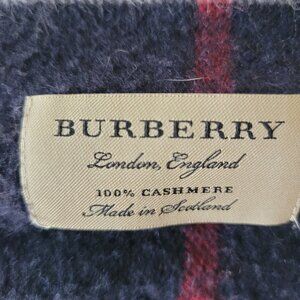 BURBERRY
London, England
100% CASHMERE
Made in Scotland